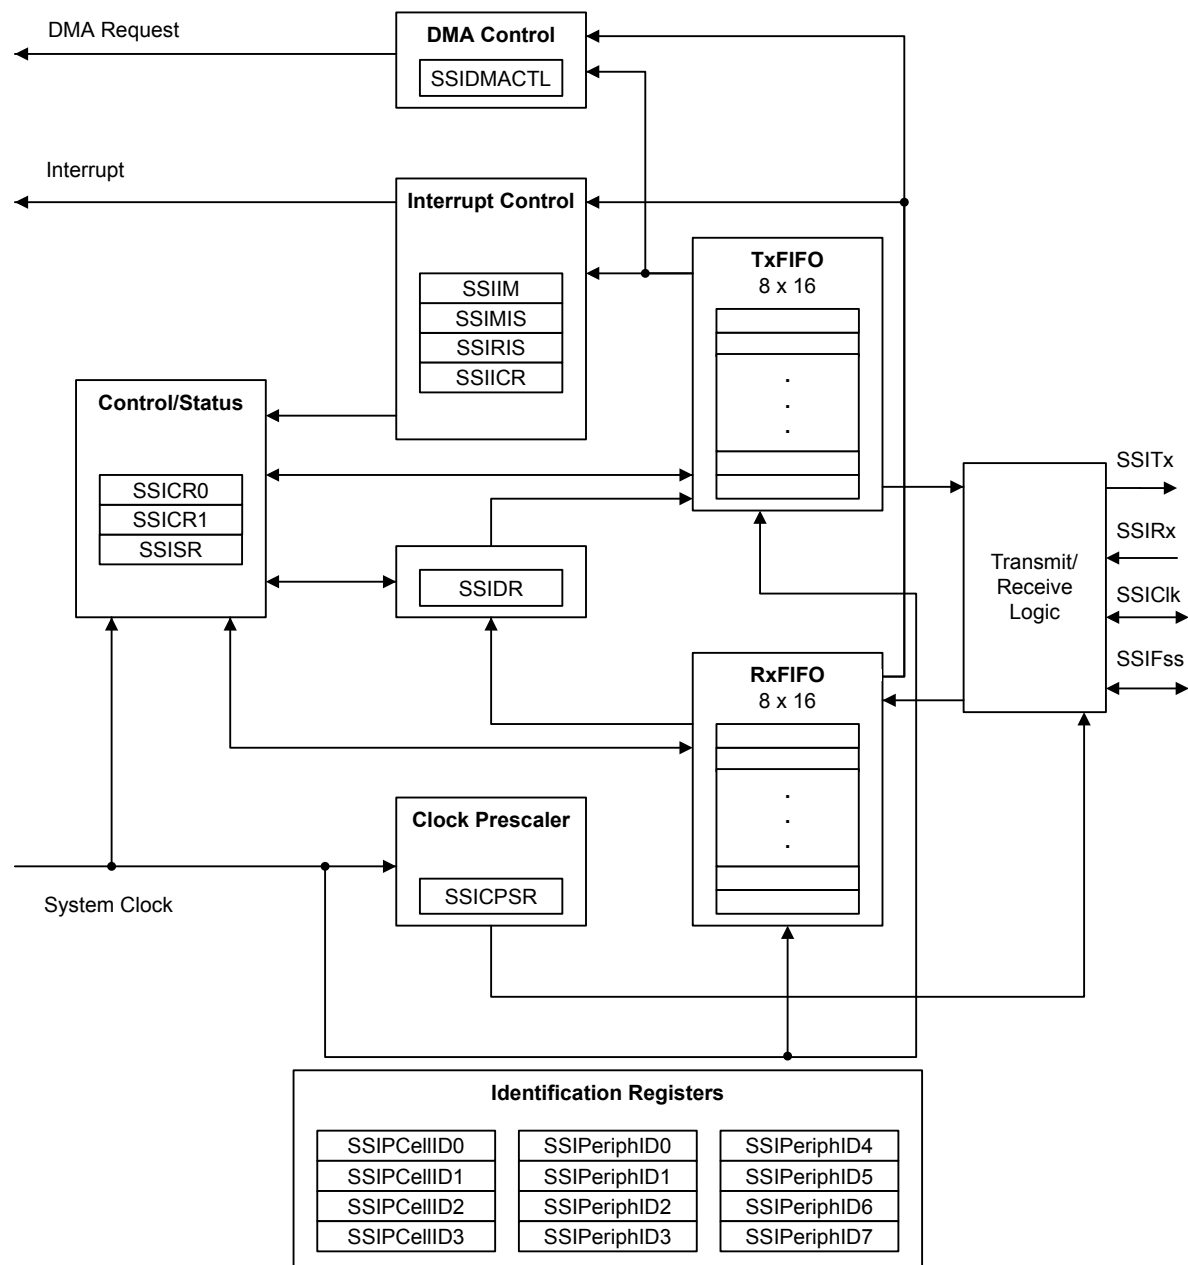 DMA Request
DMA Control
SSIDMACTL
Interrupt
Interrupt Control
SSIIM
SSIMIS
SSIRIS
SSIICR
TxFIFO
8 x 16
.
.
.
Control/Status
SSICR0
SSICR1
SSISR
SSIDR
Transmit/
Receive
Logic
SSITx
SSIRx
SSIClk
SSIFss
RxFIFO
8 x 16
.
.
.
Clock Prescaler
SSICPSR
System Clock
Identification Registers
SSIPCellID0
SSIPCellID1
SSIPCellID2
SSIPCellID3
SSIPeriphID0
SSIPeriphID1
SSIPeriphID2
SSIPeriphID3
SSIPeriphID4
SSIPeriphID5
SSIPeriphID6
SSIPeriphID7